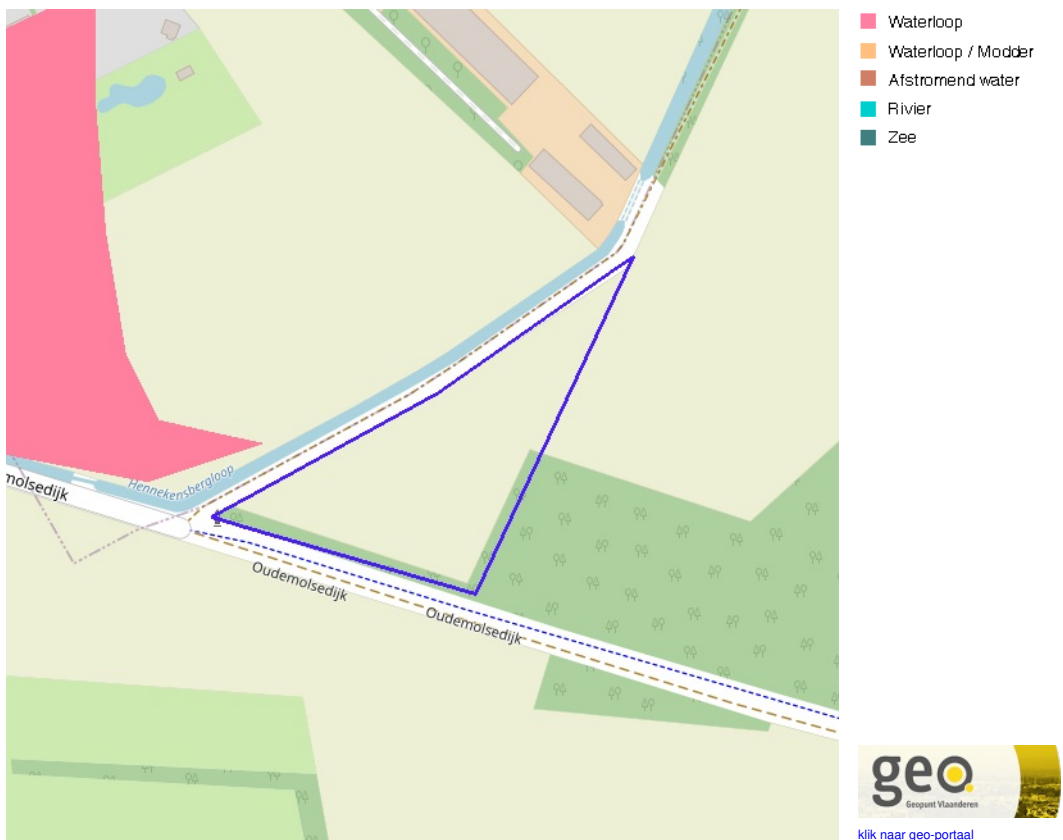 Waterloop
Waterloop / Modder
Afstromend water
Rivier
Zee
Hennekensbergloop
molsedijk
Oudemolsedijk
Oudemolsedijk
geo.
Geopunt Vlaanderen
klik naar geo-portaal